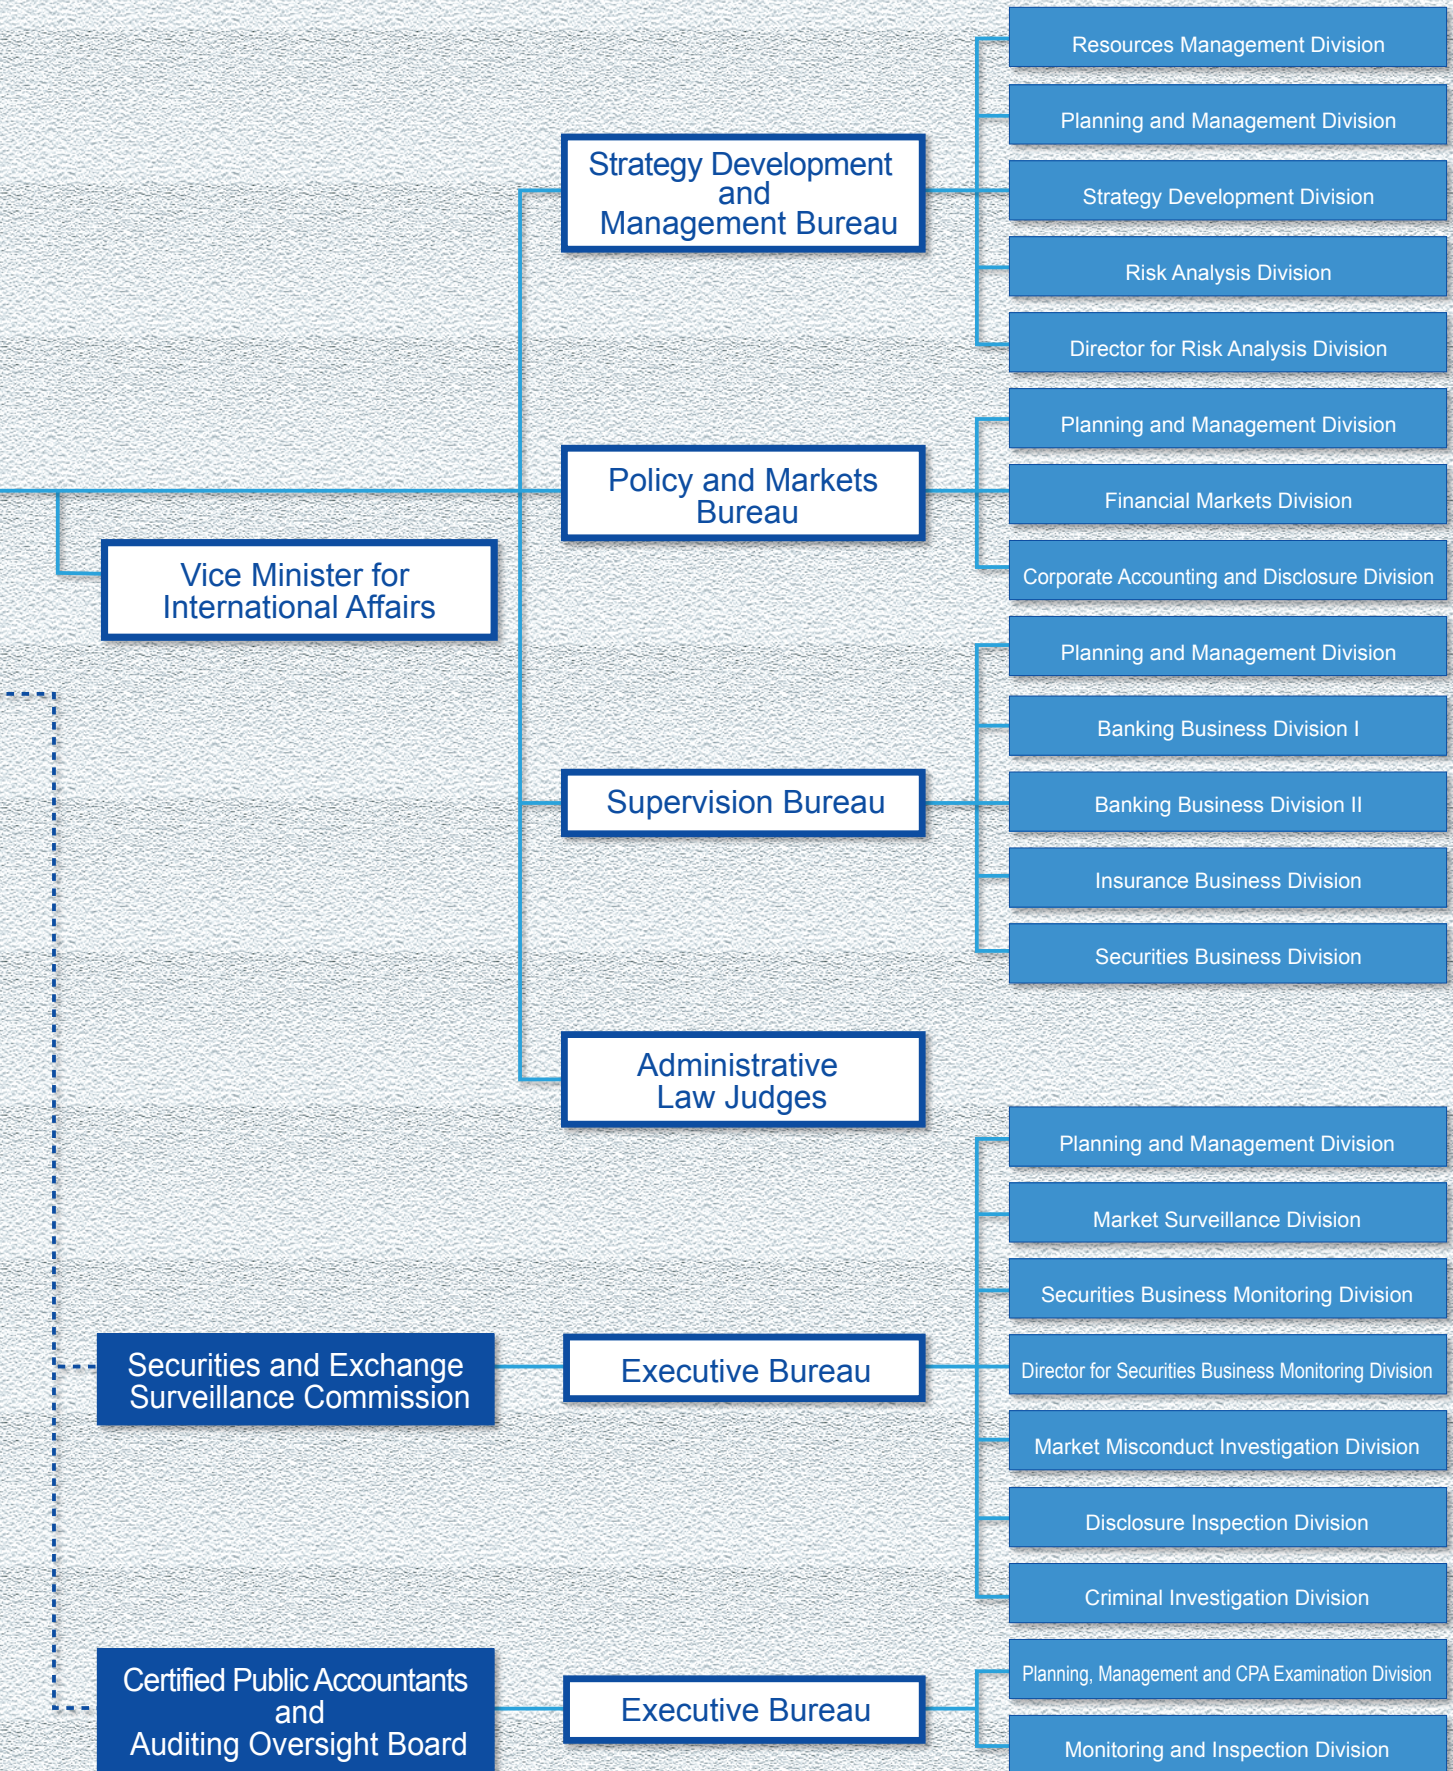 Resources Management Division
Planning and Management Division
Strategy Development
and
Management Bureau
Strategy Development Division
Risk Analysis Division
Director for Risk Analysis Division
Planning and Management Division
Policy and Markets
Bureau
Financial Markets Division
Corporate Accounting and Disclosure Division
Vice Minister for
International Affairs
Planning and Management Division
Banking Business Division I
Supervision Bureau
Banking Business Division II
Insurance Business Division
Securities Business Division
Administrative
Law Judges
Planning and Management Division
Market Surveillance Division
Securities Business Monitoring Division
Securities and Exchange
Surveillance Commission
Executive Bureau
Director for Securities Business Monitoring Division
Market Misconduct Investigation Division
Disclosure Inspection Division
Criminal Investigation Division
Certified Public Accountants
and
Auditing Oversight Board
Executive Bureau
Planning, Management and CPA Examination Division
Monitoring and Inspection Division